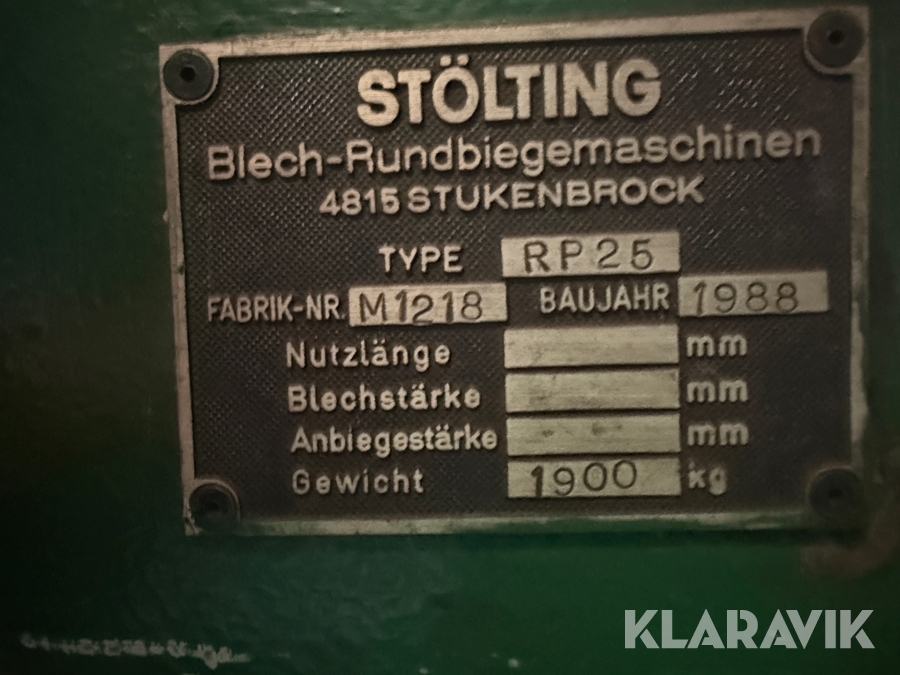 STÖLTING
Blech-Rundbiegemaschinen
4815 STUKENBROCK
TYPE RP25
FABRIK-NR. M1218 BAUJAHR 1988
Nutzlänge mm
Blechstärke mm
Anbiegestärke mm
Gewicht 1900 kg
KLARAVIK